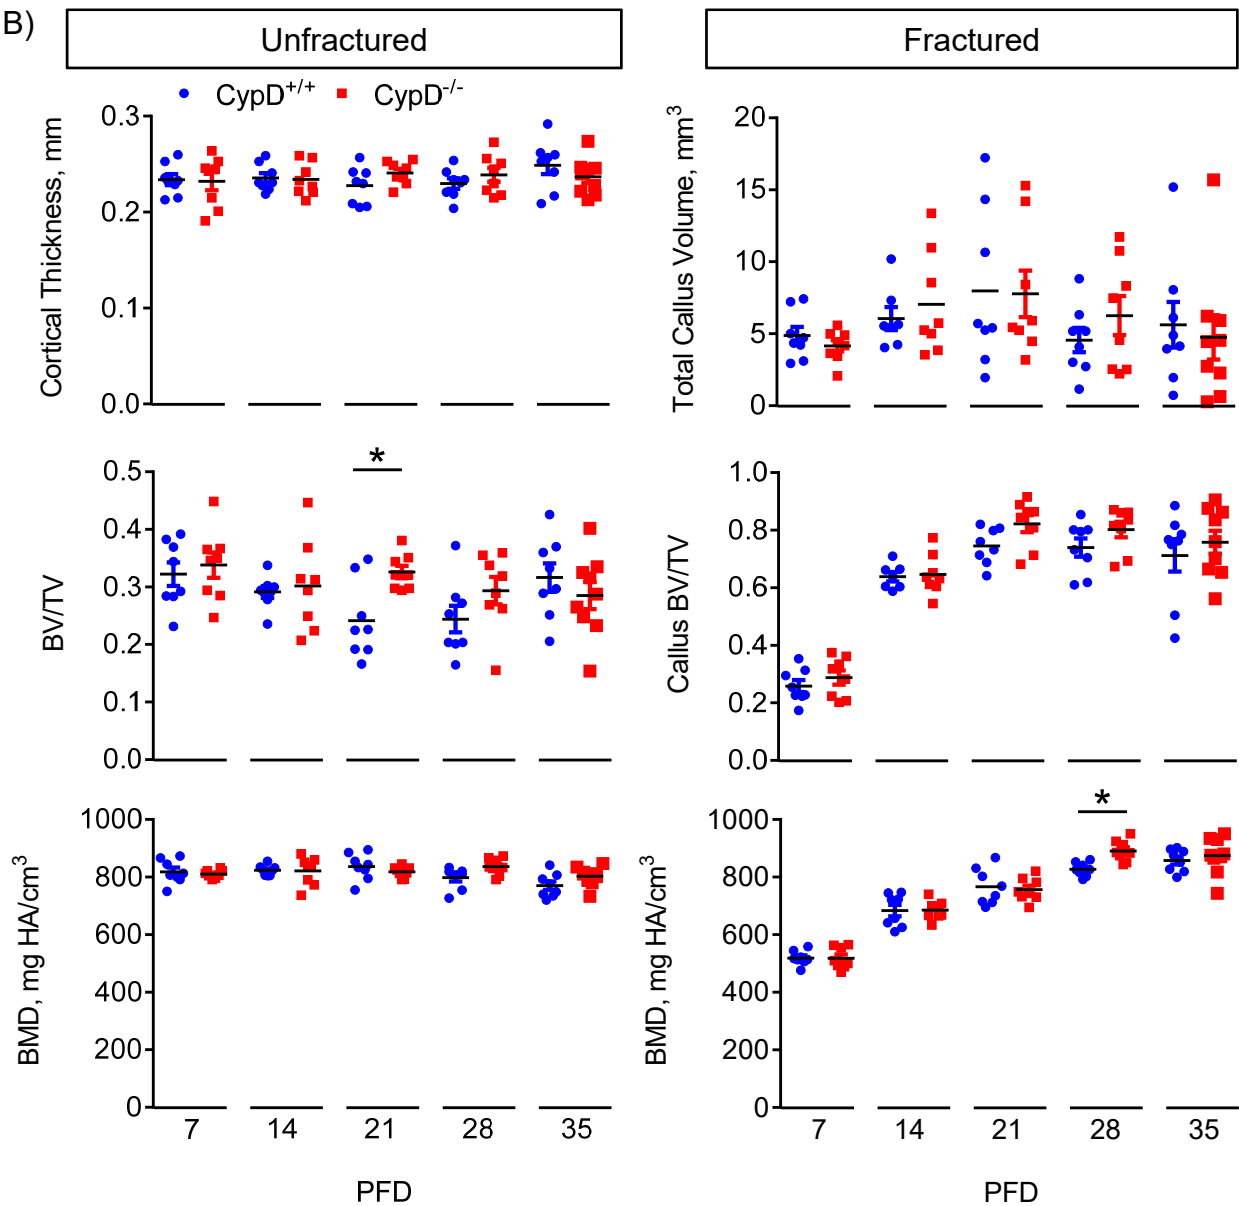 B)
Unfractured
Fractured
CypD+/+ CypD-/-
Cortical Thickness, mm
0.3
0.2
0.1
0.0
Total Callus Volume, mm3
20
15
10
5
0
BV/TV
0.5
0.4
0.3
0.2
0.1
0.0
*
Callus BV/TV
1.0
0.8
0.6
0.4
0.2
0.0
BMD, mg HA/cm3
1000
800
600
400
200
0
7 14 21 28 35
PFD
BMD, mg HA/cm3
1000
800
600
400
200
0
*
7 14 21 28 35
PFD